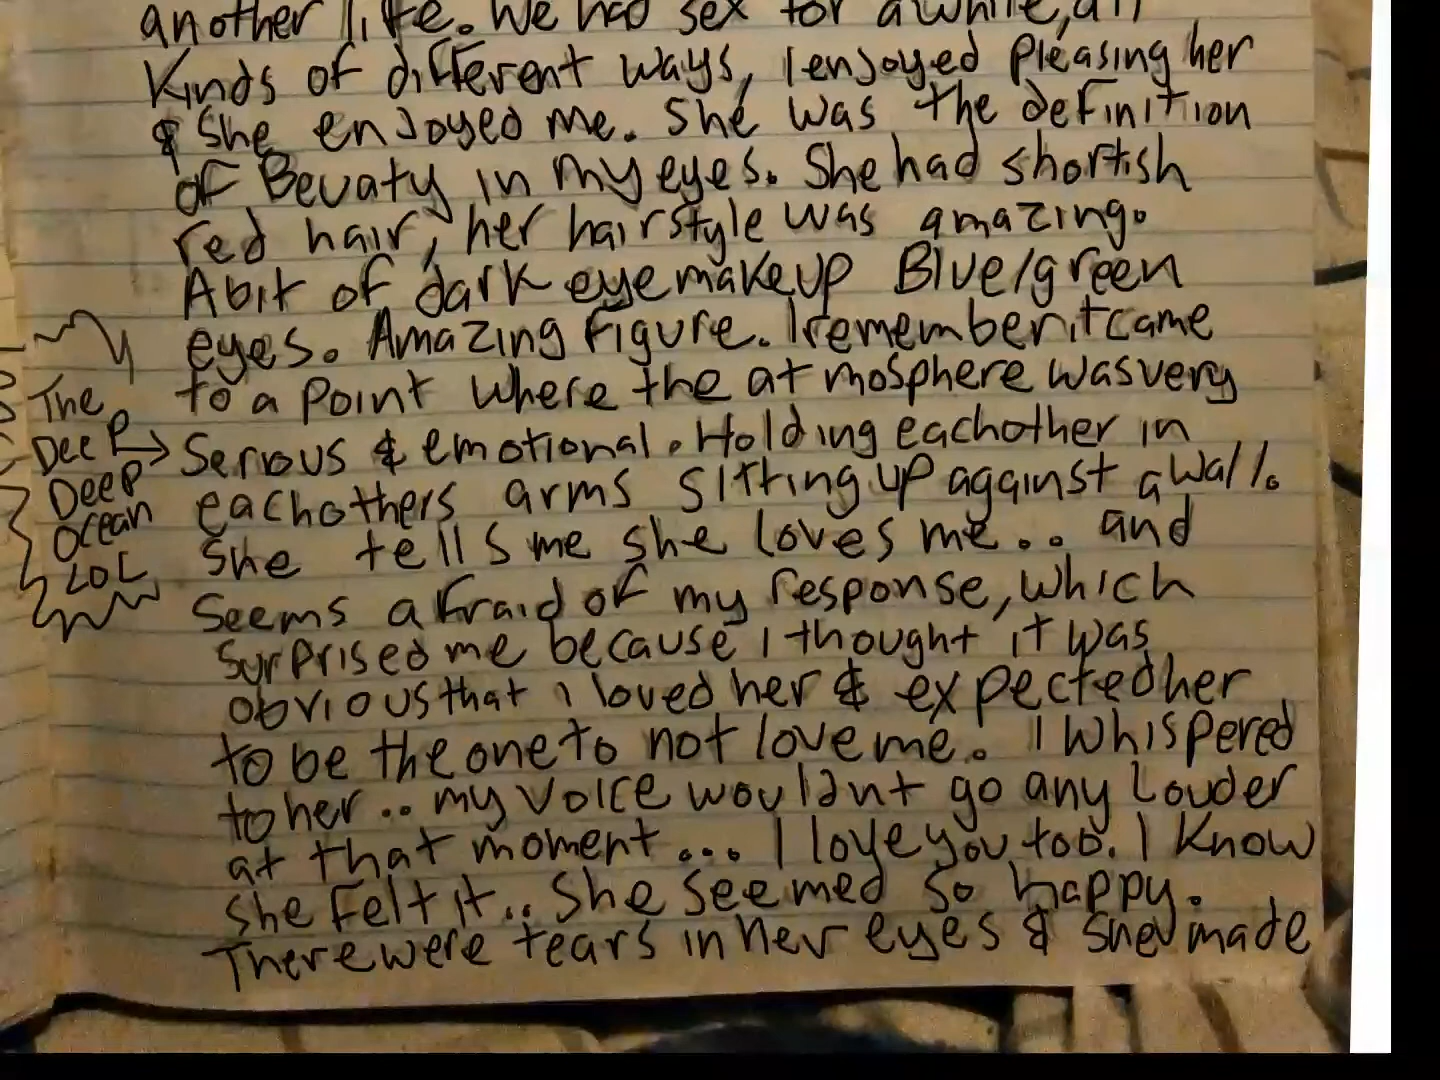 another life. We had sex for awhile, all
Kinds of different ways, I enjoyed pleasing her
& she enjoyed me. She was the definition
of Bevaty in my eyes. She had shortish
red hair, her hairstyle was amazing.
A bit of dark eye makeup Blue/green
eyes. Amazing figure. I remember it came
to a point where the atmosphere was very
serious & emotional. Holding eachother in
eachothers arms sitting up against a wall.
She tells me she loves me.. and
seems afraid of my response, which
surprised me because I thought it was
obvious that I loved her & expected her
to be the one to not love me. I whispered
to her.. my voice wouldnt go any louder
at that moment... I love you too. I know
she felt it.. She seemed so happy.
There were tears in her eyes & she made
The
Deep
Deep
Ocean
LOL